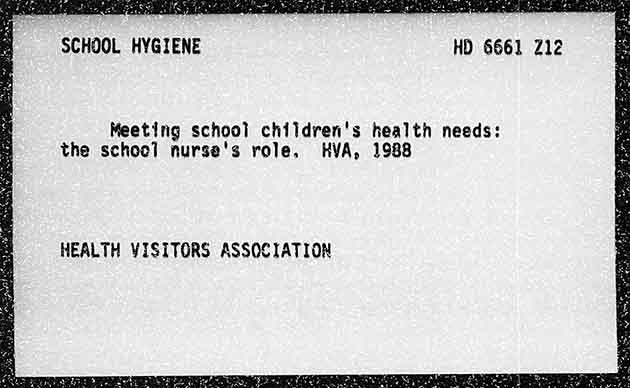 SCHOOL HYGIENE HD 6661 Z12
Meeting school children's health needs:
the school nurse's role. HVA, 1988
HEALTH VISITORS ASSOCIATION